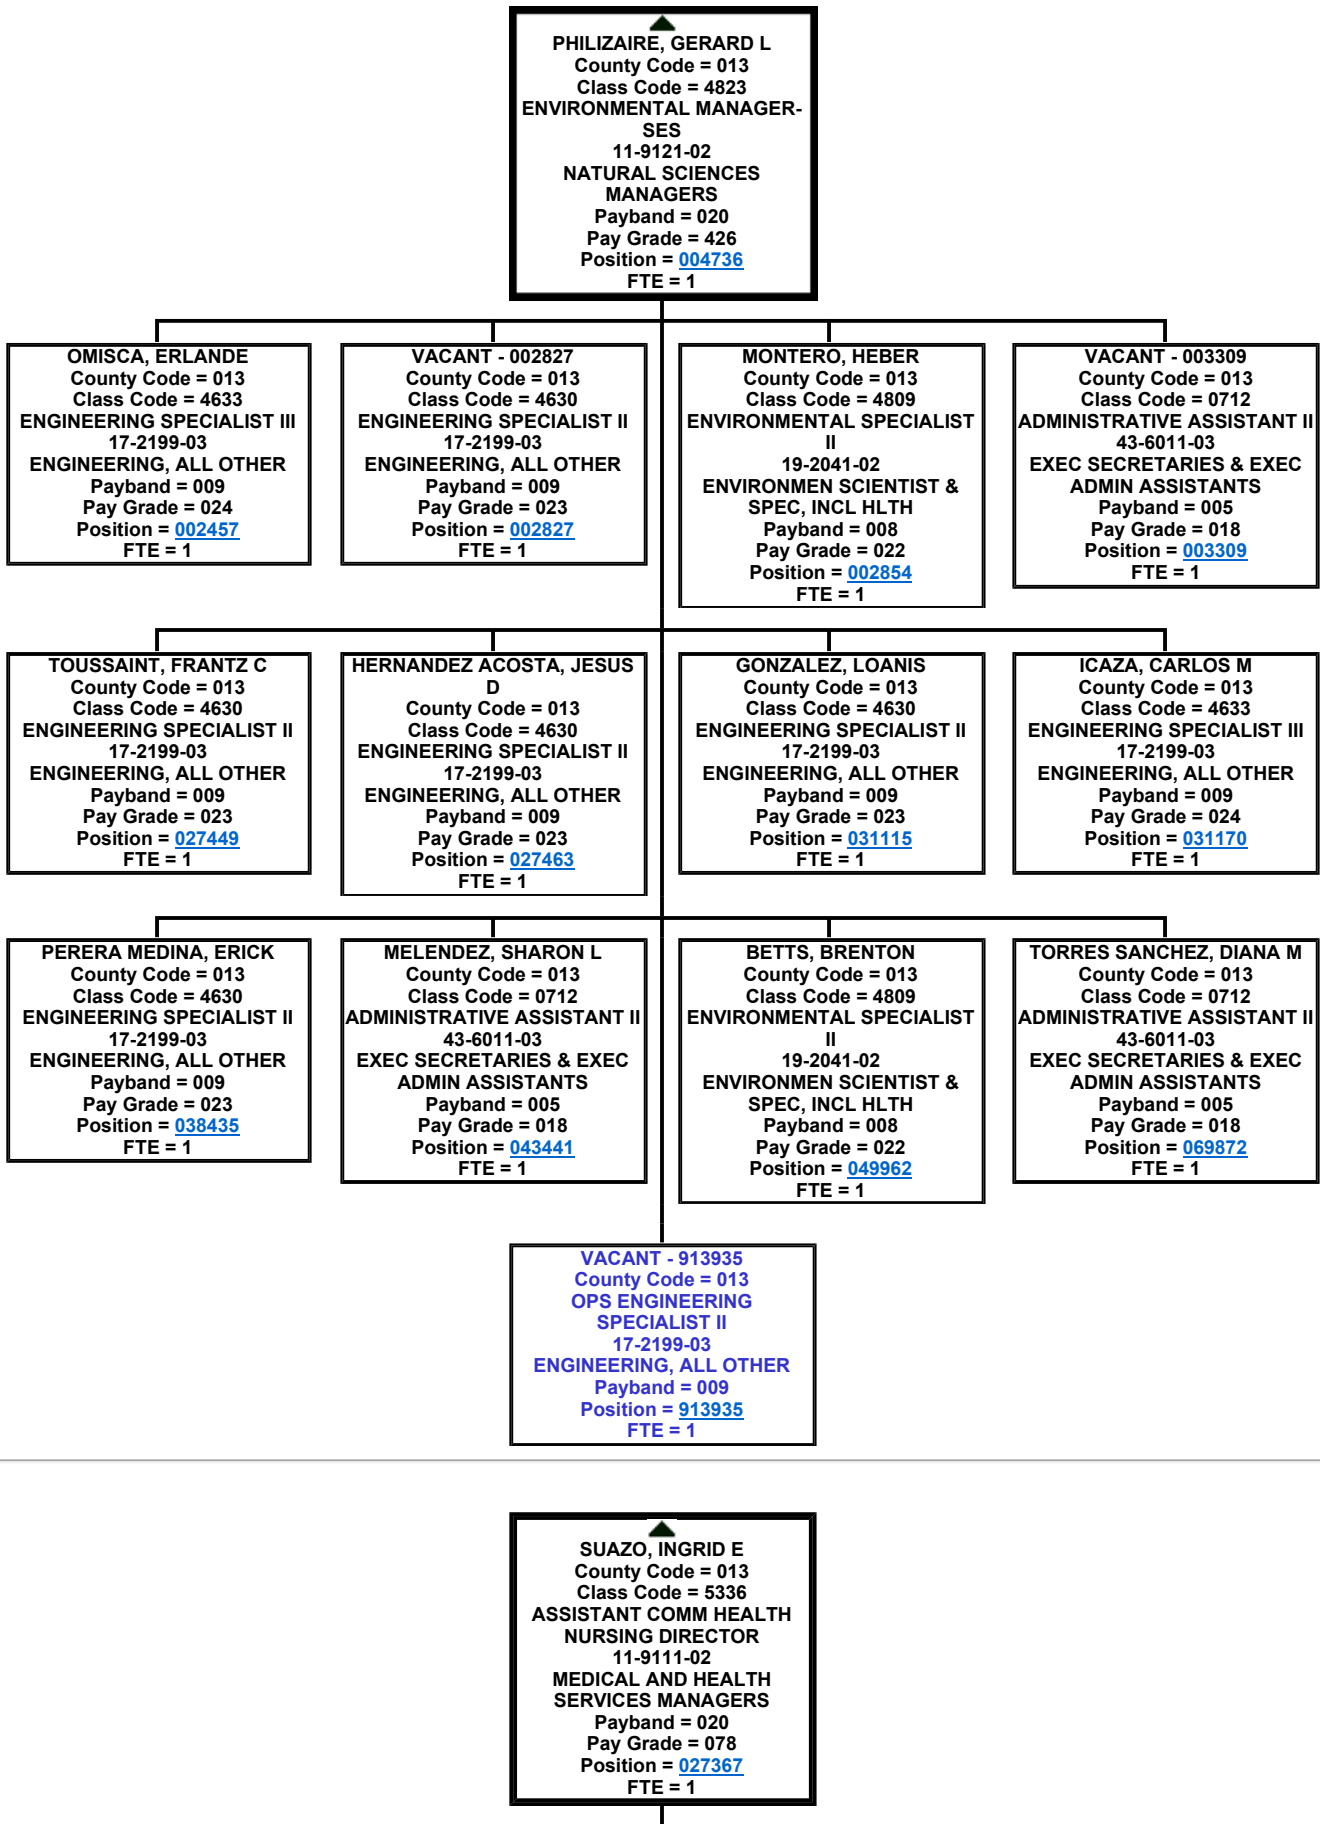 PHILIZAIRE, GERARD L
County Code = 013
Class Code = 4823
ENVIRONMENTAL MANAGER-
SES
11-9121-02
NATURAL SCIENCES
MANAGERS
Payband = 020
Pay Grade = 426
Position = 004736
FTE = 1
OMISCA, ERLANDE
County Code = 013
Class Code = 4633
ENGINEERING SPECIALIST III
17-2199-03
ENGINEERING, ALL OTHER
Payband = 009
Pay Grade = 024
Position = 002457
FTE = 1
VACANT - 002827
County Code = 013
Class Code = 4630
ENGINEERING SPECIALIST II
17-2199-03
ENGINEERING, ALL OTHER
Payband = 009
Pay Grade = 023
Position = 002827
FTE = 1
MONTERO, HEBER
County Code = 013
Class Code = 4809
ENVIRONMENTAL SPECIALIST
II
19-2041-02
ENVIRONMEN SCIENTIST &
SPEC, INCL HLTH
Payband = 008
Pay Grade = 022
Position = 002854
FTE = 1
VACANT - 003309
County Code = 013
Class Code = 0712
ADMINISTRATIVE ASSISTANT II
43-6011-03
EXEC SECRETARIES & EXEC
ADMIN ASSISTANTS
Payband = 005
Pay Grade = 018
Position = 003309
FTE = 1
TOUSSAINT, FRANTZ C
County Code = 013
Class Code = 4630
ENGINEERING SPECIALIST II
17-2199-03
ENGINEERING, ALL OTHER
Payband = 009
Pay Grade = 023
Position = 027449
FTE = 1
HERNANDEZ ACOSTA, JESUS
D
County Code = 013
Class Code = 4630
ENGINEERING SPECIALIST II
17-2199-03
ENGINEERING, ALL OTHER
Payband = 009
Pay Grade = 023
Position = 027463
FTE = 1
GONZALEZ, LOANIS
County Code = 013
Class Code = 4630
ENGINEERING SPECIALIST II
17-2199-03
ENGINEERING, ALL OTHER
Payband = 009
Pay Grade = 023
Position = 031115
FTE = 1
ICAZA, CARLOS M
County Code = 013
Class Code = 4633
ENGINEERING SPECIALIST III
17-2199-03
ENGINEERING, ALL OTHER
Payband = 009
Pay Grade = 024
Position = 031170
FTE = 1
PERERA MEDINA, ERICK
County Code = 013
Class Code = 4630
ENGINEERING SPECIALIST II
17-2199-03
ENGINEERING, ALL OTHER
Payband = 009
Pay Grade = 023
Position = 038435
FTE = 1
MELENDEZ, SHARON L
County Code = 013
Class Code = 0712
ADMINISTRATIVE ASSISTANT II
43-6011-03
EXEC SECRETARIES & EXEC
ADMIN ASSISTANTS
Payband = 005
Pay Grade = 018
Position = 043441
FTE = 1
BETTS, BRENTON
County Code = 013
Class Code = 4809
ENVIRONMENTAL SPECIALIST
II
19-2041-02
ENVIRONMEN SCIENTIST &
SPEC, INCL HLTH
Payband = 008
Pay Grade = 022
Position = 049962
FTE = 1
TORRES SANCHEZ, DIANA M
County Code = 013
Class Code = 0712
ADMINISTRATIVE ASSISTANT II
43-6011-03
EXEC SECRETARIES & EXEC
ADMIN ASSISTANTS
Payband = 005
Pay Grade = 018
Position = 069872
FTE = 1
VACANT - 913935
County Code = 013
OPS ENGINEERING
SPECIALIST II
17-2199-03
ENGINEERING, ALL OTHER
Payband = 009
Position = 913935
FTE = 1
SUAZO, INGRID E
County Code = 013
Class Code = 5336
ASSISTANT COMM HEALTH
NURSING DIRECTOR
11-9111-02
MEDICAL AND HEALTH
SERVICES MANAGERS
Payband = 020
Pay Grade = 078
Position = 027367
FTE = 1